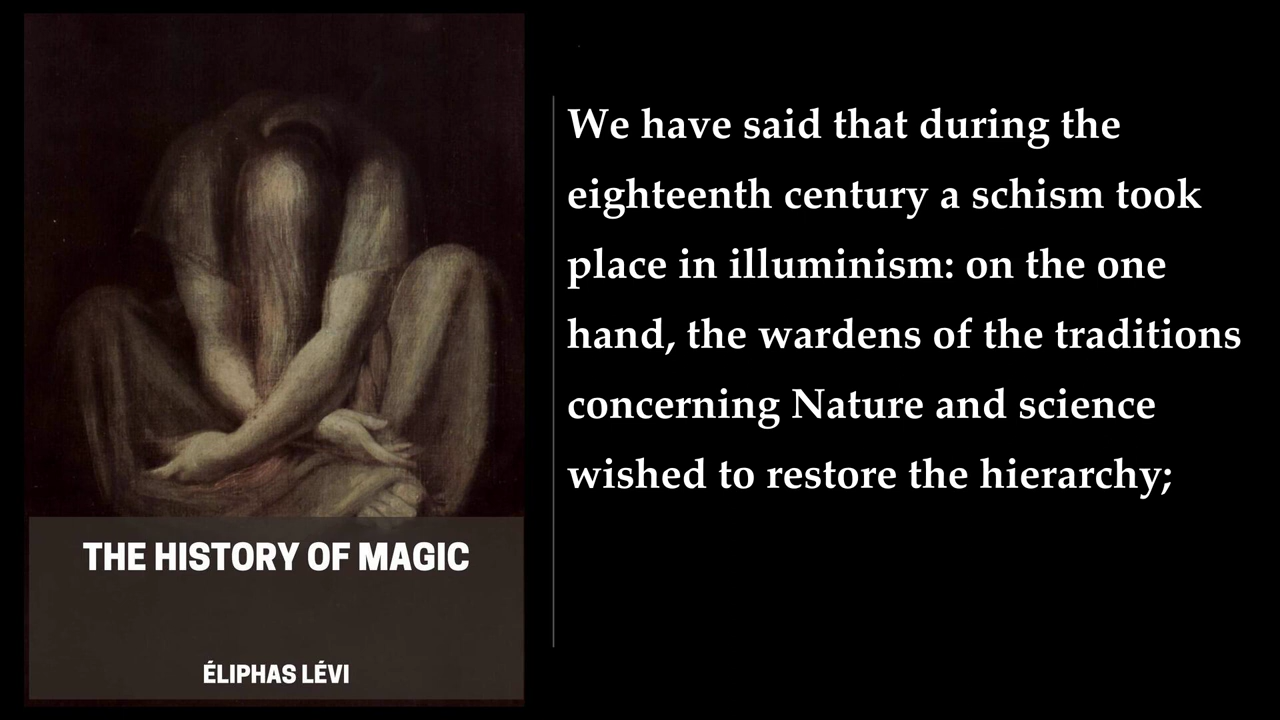 THE HISTORY OF MAGIC
ÉLIPHAS LÉVI
We have said that during the
eighteenth century a schism took
place in illuminism: on the one
hand, the wardens of the traditions
concerning Nature and science
wished to restore the hierarchy;